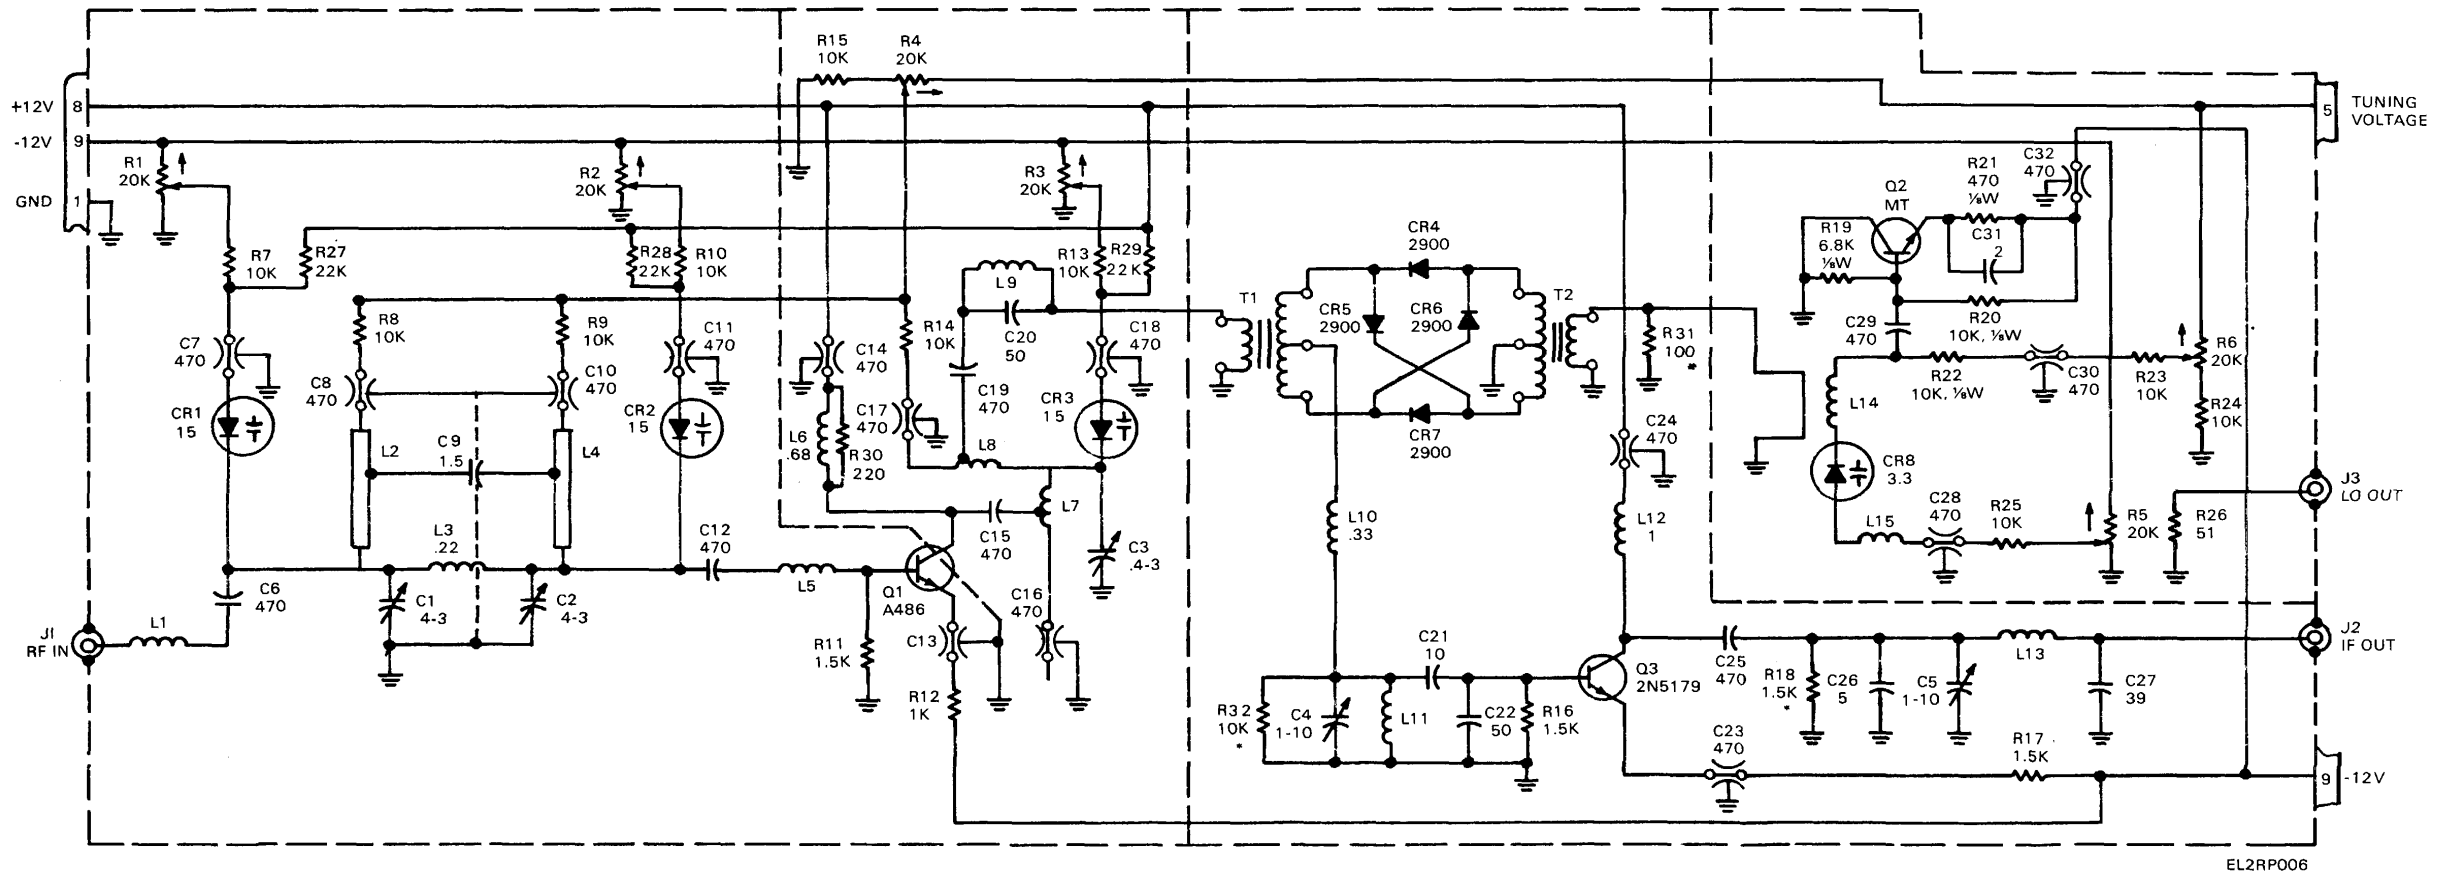 R15
10K
R4
20K
+12V
8
-12V
9
GND
1
5
TUNING
VOLTAGE
R1
20K
R2
20K
R3
20K
R7
10K
R27
22K
R28
22K
R10
10K
R13
10K
R29
22K
R8
10K
R9
10K
C7
470
C8
470
C10
470
C11
470
C14
470
R14
10K
L9
C20
50
C18
470
C19
470
C17
470
CR1
15
CR2
15
CR3
15
L2
C9
1.5
L4
L6
.68
R30
220
L8
L7
L3
.22
C12
470
C15
470
C3
.4-3
L5
C6
470
C1
4-3
C2
4-3
Q1
A486
C16
470
C13
J1
RF IN
L1
R11
1.5K
R12
1K
T1
CR4
2900
CR5
2900
CR6
2900
CR7
2900
T2
R31
100
*
C24
470
L10
.33
L12
1
C21
10
Q3
2N5179
R32
10K
*
C4
1-10
L11
C22
50
R16
1.5K
C23
470
C25
470
R18
1.5K
*
C26
5
C5
1-10
L13
C27
39
R17
1.5K
Q2
MT
R21
470
⅛W
C32
470
R19
6.8K
⅛W
C31
2
R20
10K, ⅛W
C29
470
R22
10K, ⅛W
C30
470
R23
10K
R6
20K
R24
10K
L14
CR8
3.3
L15
C28
470
R25
10K
R5
20K
R26
51
J3
LO OUT
J2
IF OUT
9
-12V
EL2RP006